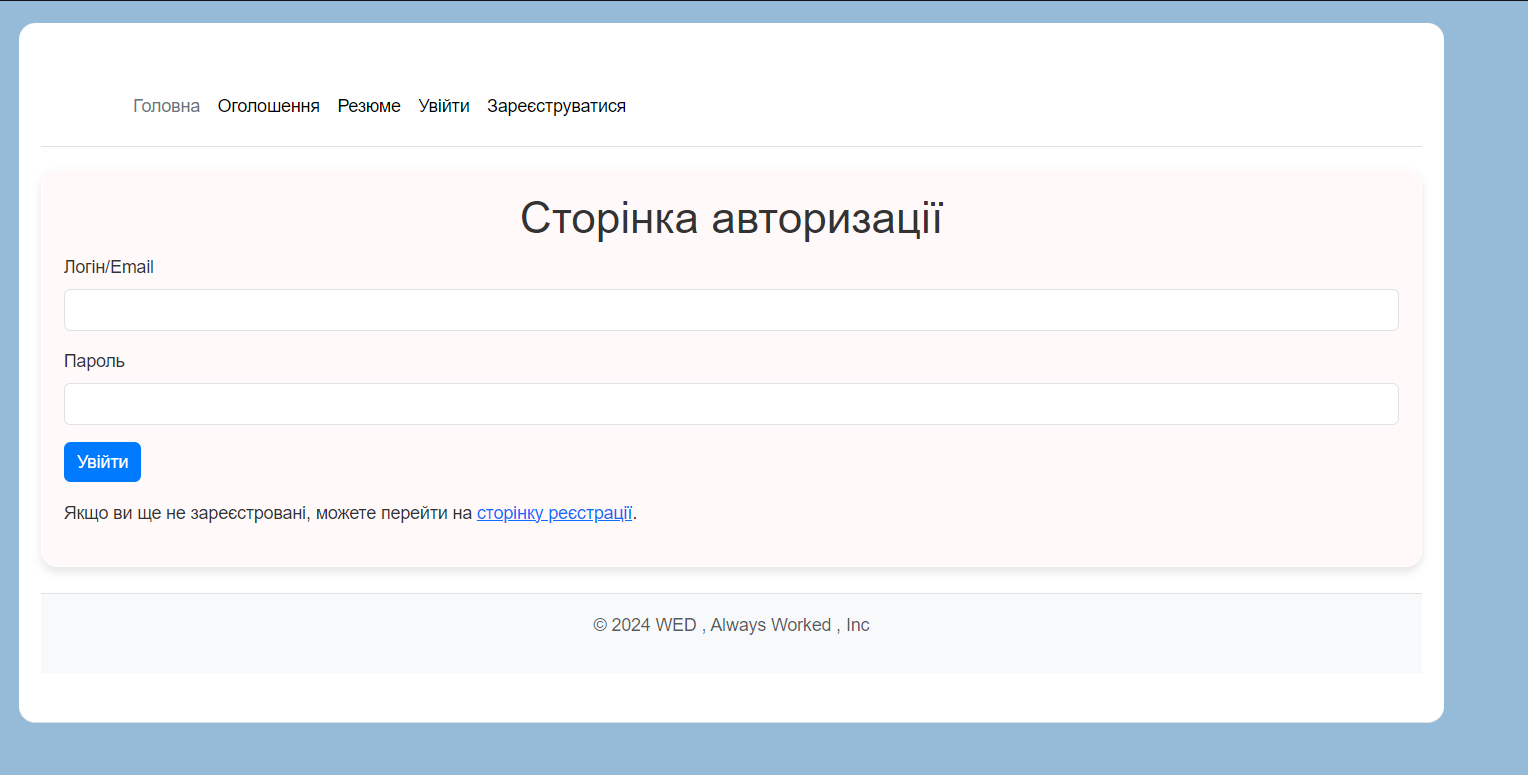 Головна Оголошення Резюме Увійти Зареєструватися
Сторінка авторизації
Логін/Email
Пароль
Увійти
Якщо ви ще не зареєстровані, можете перейти на сторінку реєстрації.
© 2024 WED , Always Worked , Inc